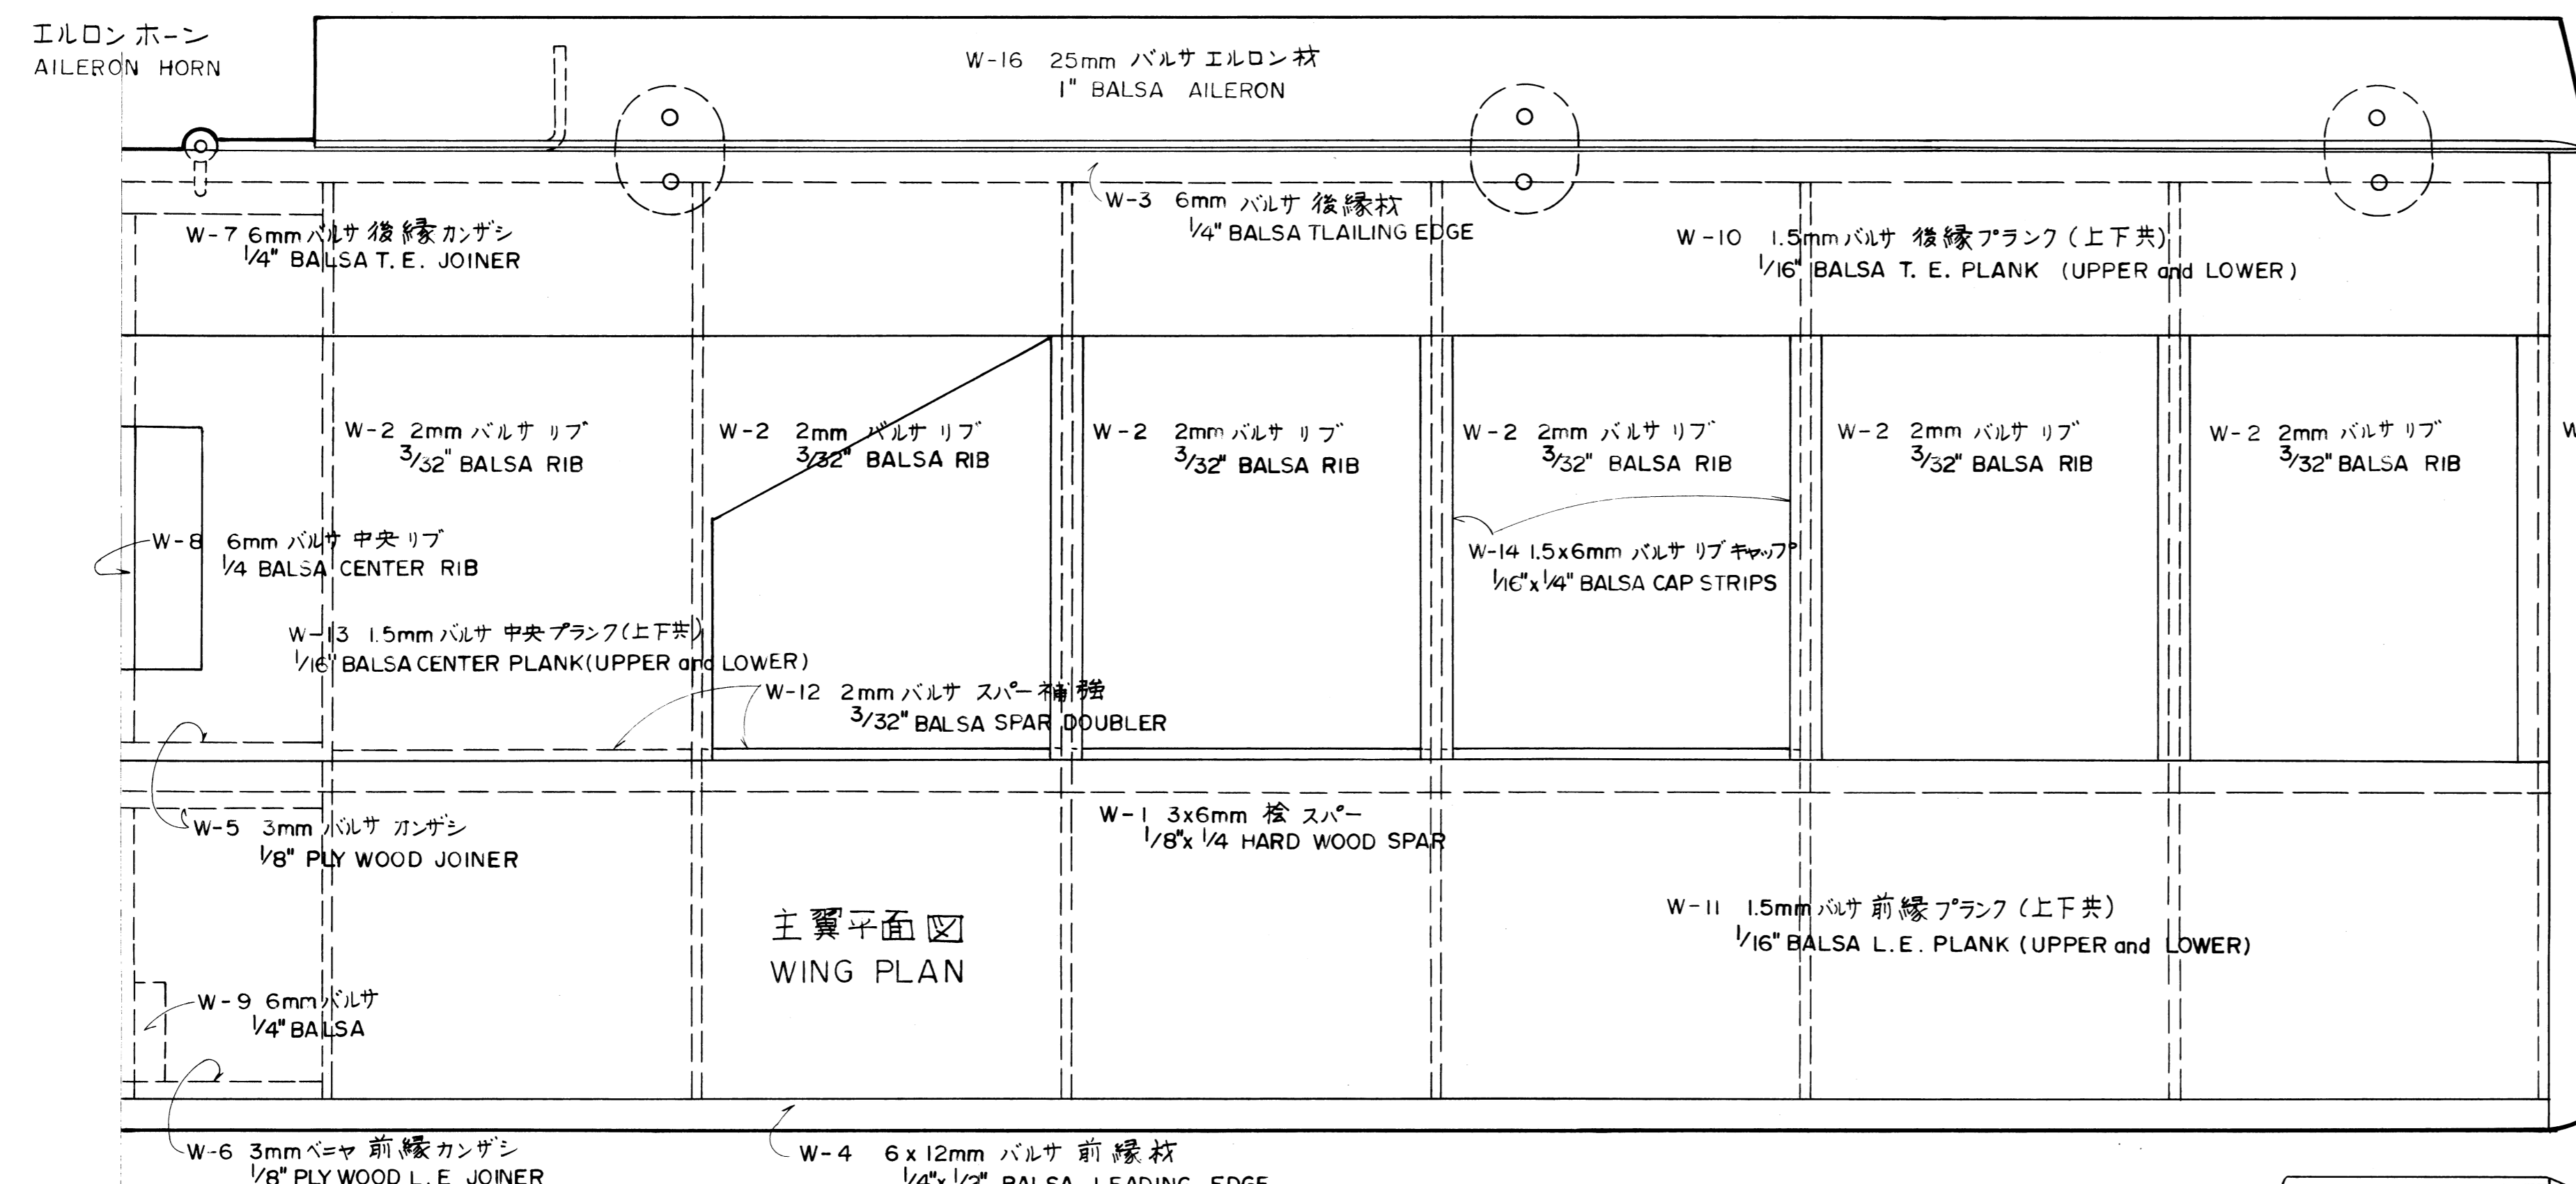 エルロン ホーン
AILERON HORN
W-16 25mm バルサ エルロン材
1" BALSA AILERON
W-3 6mm バルサ 後縁材
1/4" BALSA TLAILING EDGE
W-7 6mm バルサ 後縁カンザシ
1/4" BALSA T. E. JOINER
W-10 1.5mm バルサ 後縁プランク (上下共)
1/16" BALSA T. E. PLANK (UPPER and LOWER)
W-2 2mm バルサ リブ
3/32" BALSA RIB
W-2 2mm バルサ リブ
3/32" BALSA RIB
W-2 2mm バルサ リブ
3/32" BALSA RIB
W-2 2mm バルサ リブ
3/32" BALSA RIB
W-2 2mm バルサ リブ
3/32" BALSA RIB
W-2 2mm バルサ リブ
3/32" BALSA RIB
W
W-8 6mm バルサ 中央 リブ
1/4 BALSA CENTER RIB
W-14 1.5x6mm バルサ リブ キャップ
1/16" x 1/4" BALSA CAP STRIPS
W-13 1.5mm バルサ 中央 プランク (上下共)
1/16" BALSA CENTER PLANK (UPPER and LOWER)
W-12 2mm バルサ スパー補強
3/32" BALSA SPAR DOUBLER
W-5 3mm バルサ カンザシ
1/8" PLY WOOD JOINER
W-1 3x6mm 桧 スパー
1/8" x 1/4 HARD WOOD SPAR
主翼平面図
WING PLAN
W-11 1.5mm バルサ 前縁 プランク (上下共)
1/16" BALSA L.E. PLANK (UPPER and LOWER)
W-9 6mm バルサ
1/4" BALSA
W-6 3mm ベニヤ 前縁カンザシ
1/8" PLY WOOD L.E JOINER
W-4 6 x 12mm バルサ 前縁材
1/4" x 1/2" BALSA LEADING EDGE